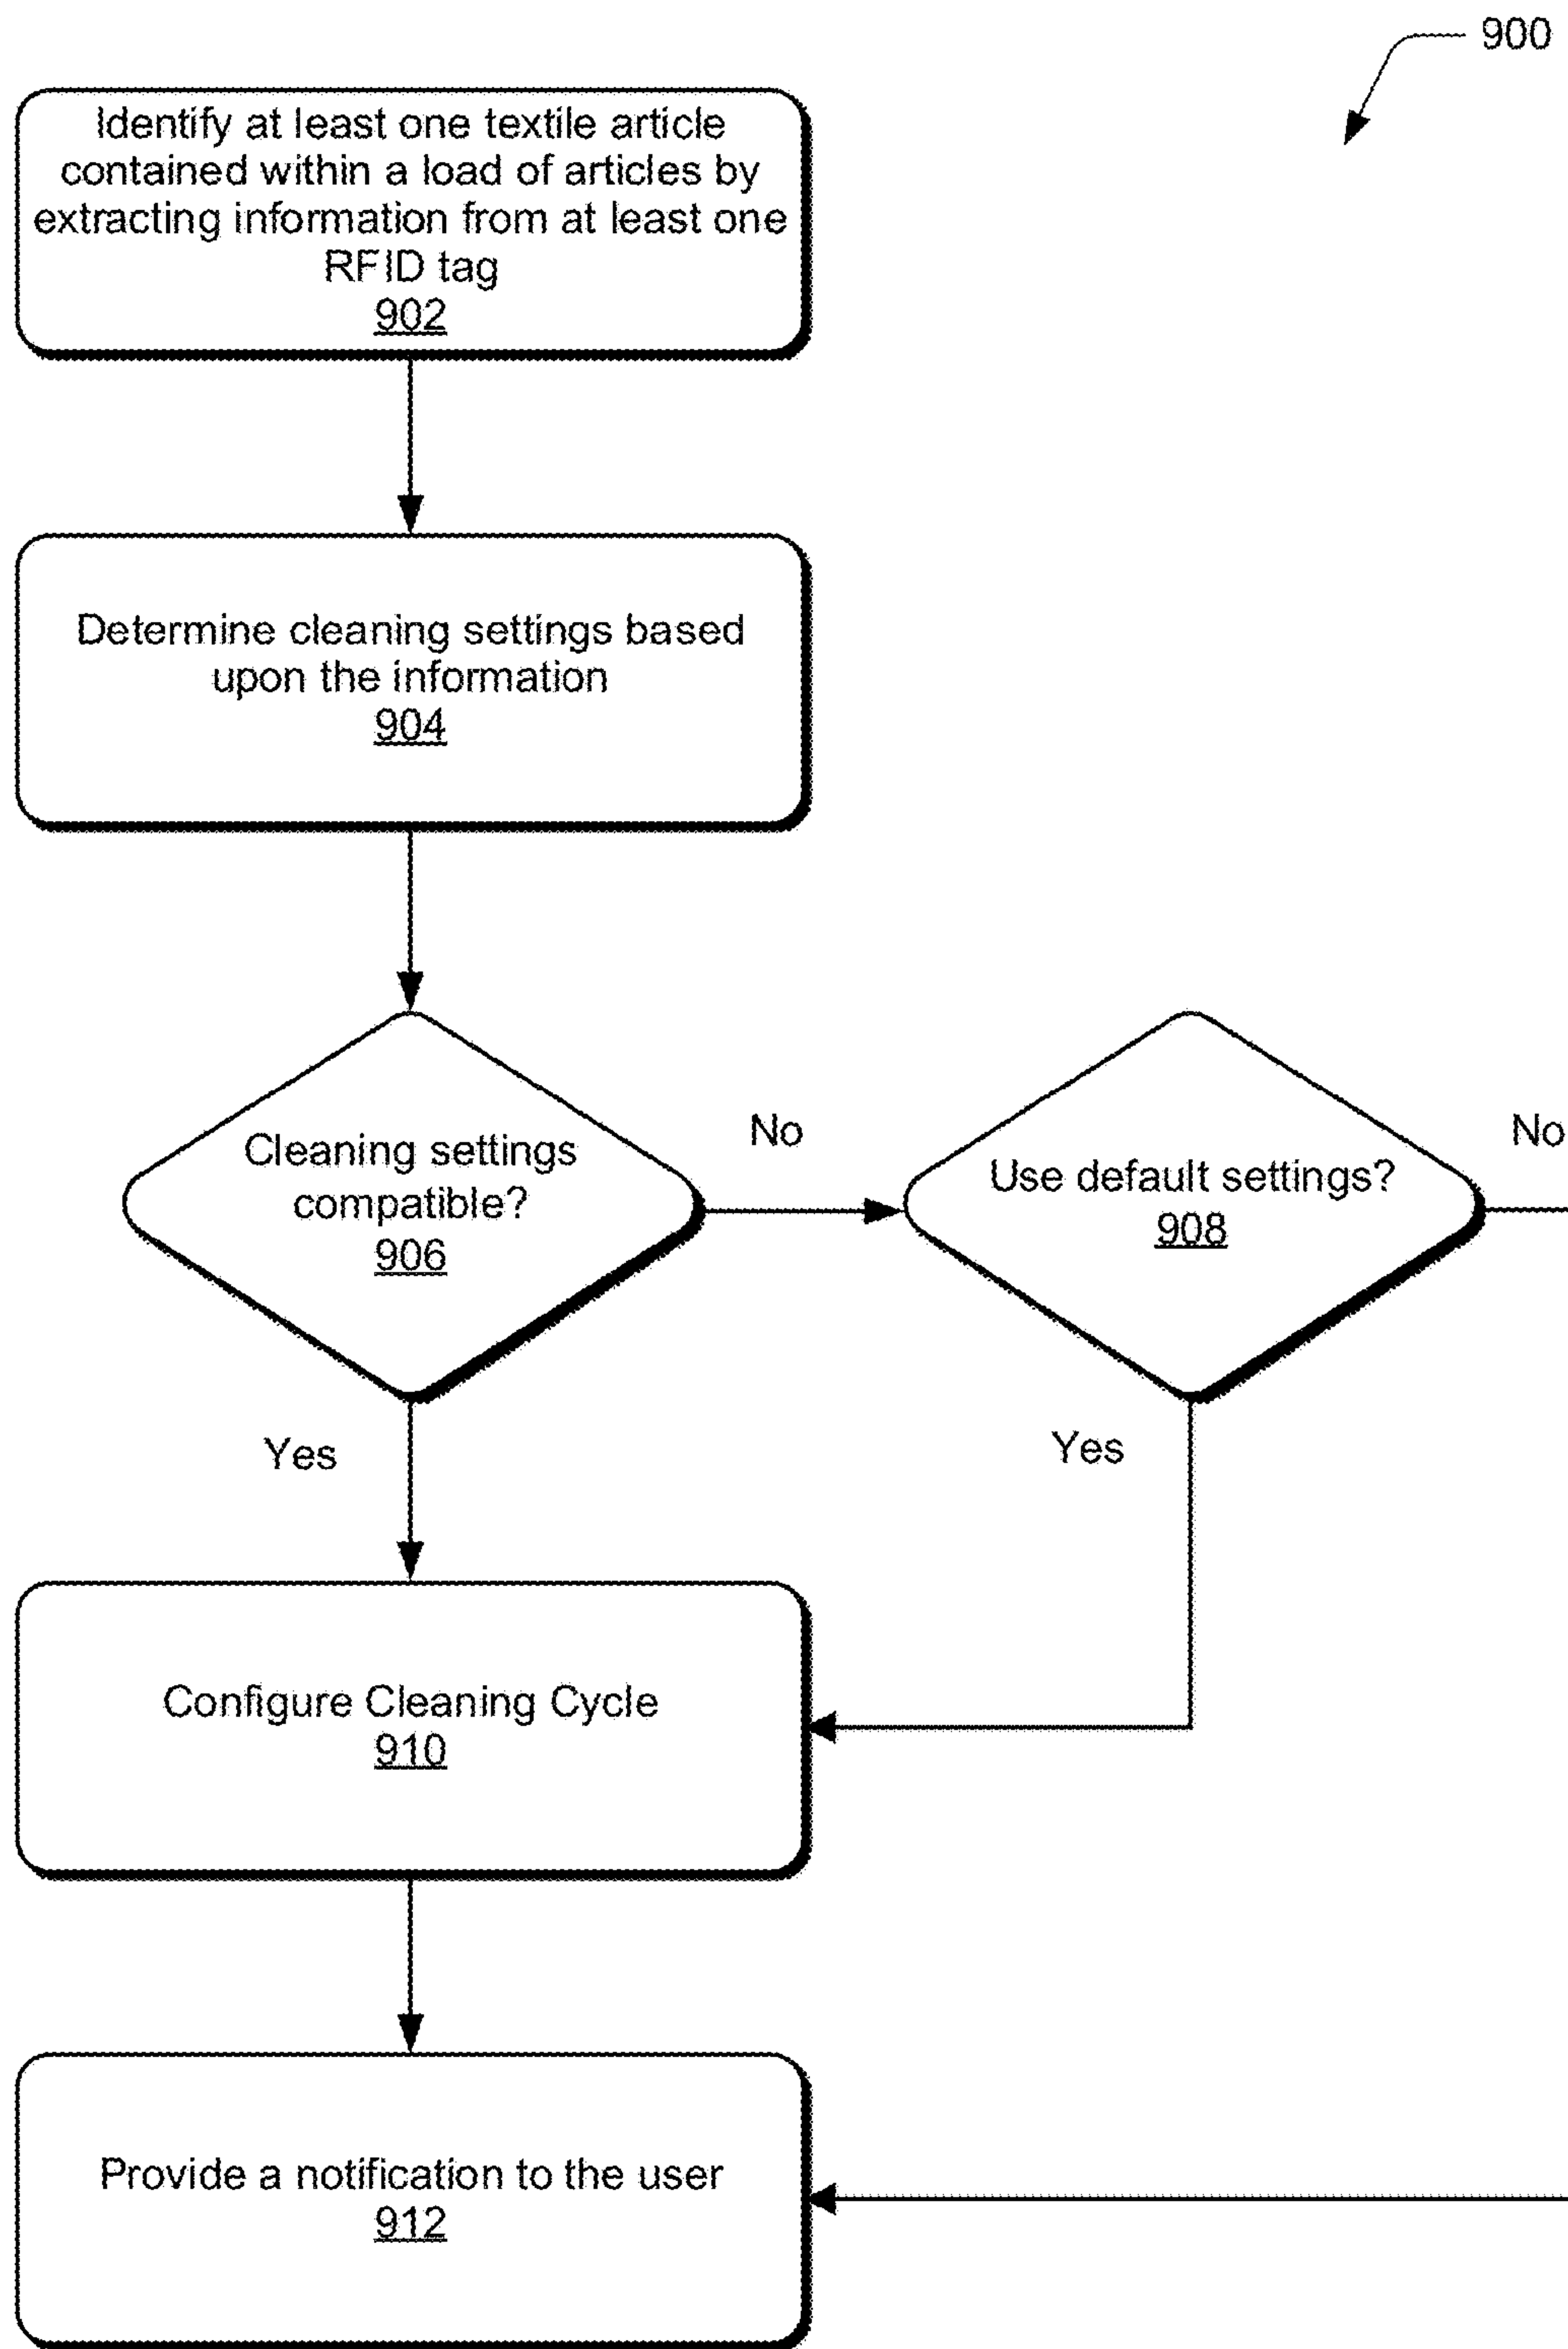 900
Identify at least one textile article
contained within a load of articles by
extracting information from at least one
RFID tag
902
Determine cleaning settings based
upon the information
904
Cleaning settings
compatible?
906
No
Use default settings?
908
No
Yes
Yes
Configure Cleaning Cycle
910
Provide a notification to the user
912